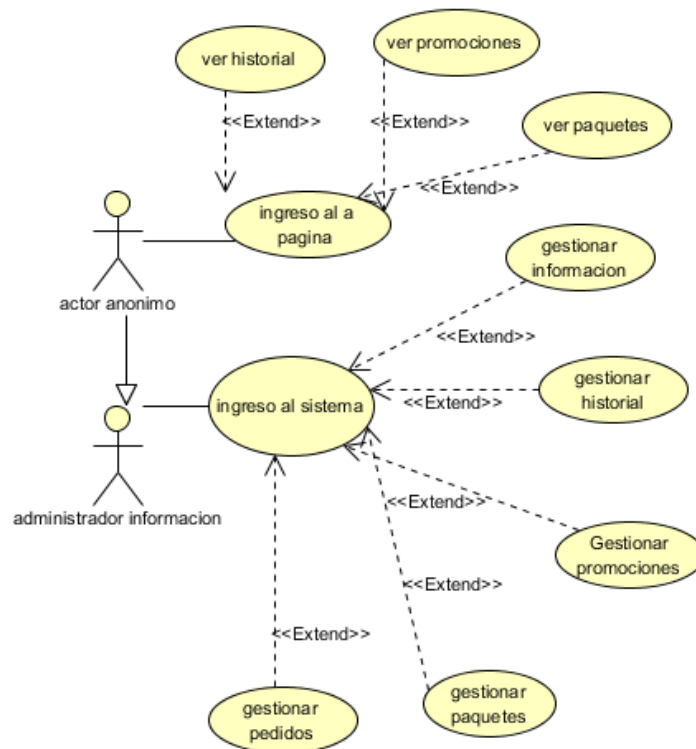 ver promociones
ver historial
<<Extend>>
<<Extend>>
ver paquetes
<<Extend>>
ingreso al a
pagina
gestionar
informacion
actor anonimo
<<Extend>>
gestionar
historial
<<Extend>>
ingreso al sistema
administrador informacion
<<Extend>>
Gestionar
promociones
<<Extend>>
<<Extend>>
gestionar
paquetes
gestionar
pedidos